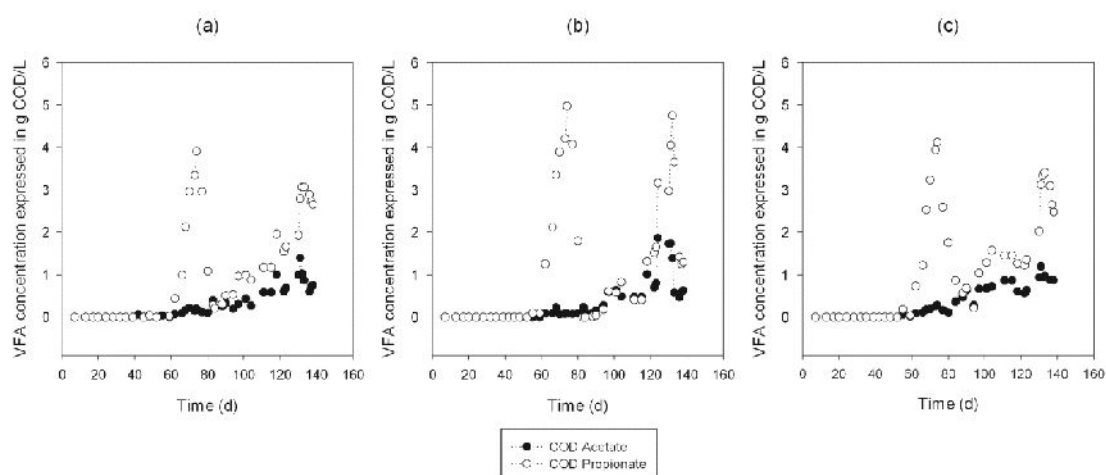 (a)
(b)
(c)
VFA concentration expressed in g COD/L
6
5
4
3
2
1
0
0 20 40 60 80 100 120 140 160
Time (d)
VFA concentration expressed in g COD/L
6
5
4
3
2
1
0
0 20 40 60 80 100 120 140 160
Time (d)
VFA concentration expressed in g COD/L
6
5
4
3
2
1
0
0 20 40 60 80 100 120 140 160
Time (d)
COD Acetate
COD Propionate